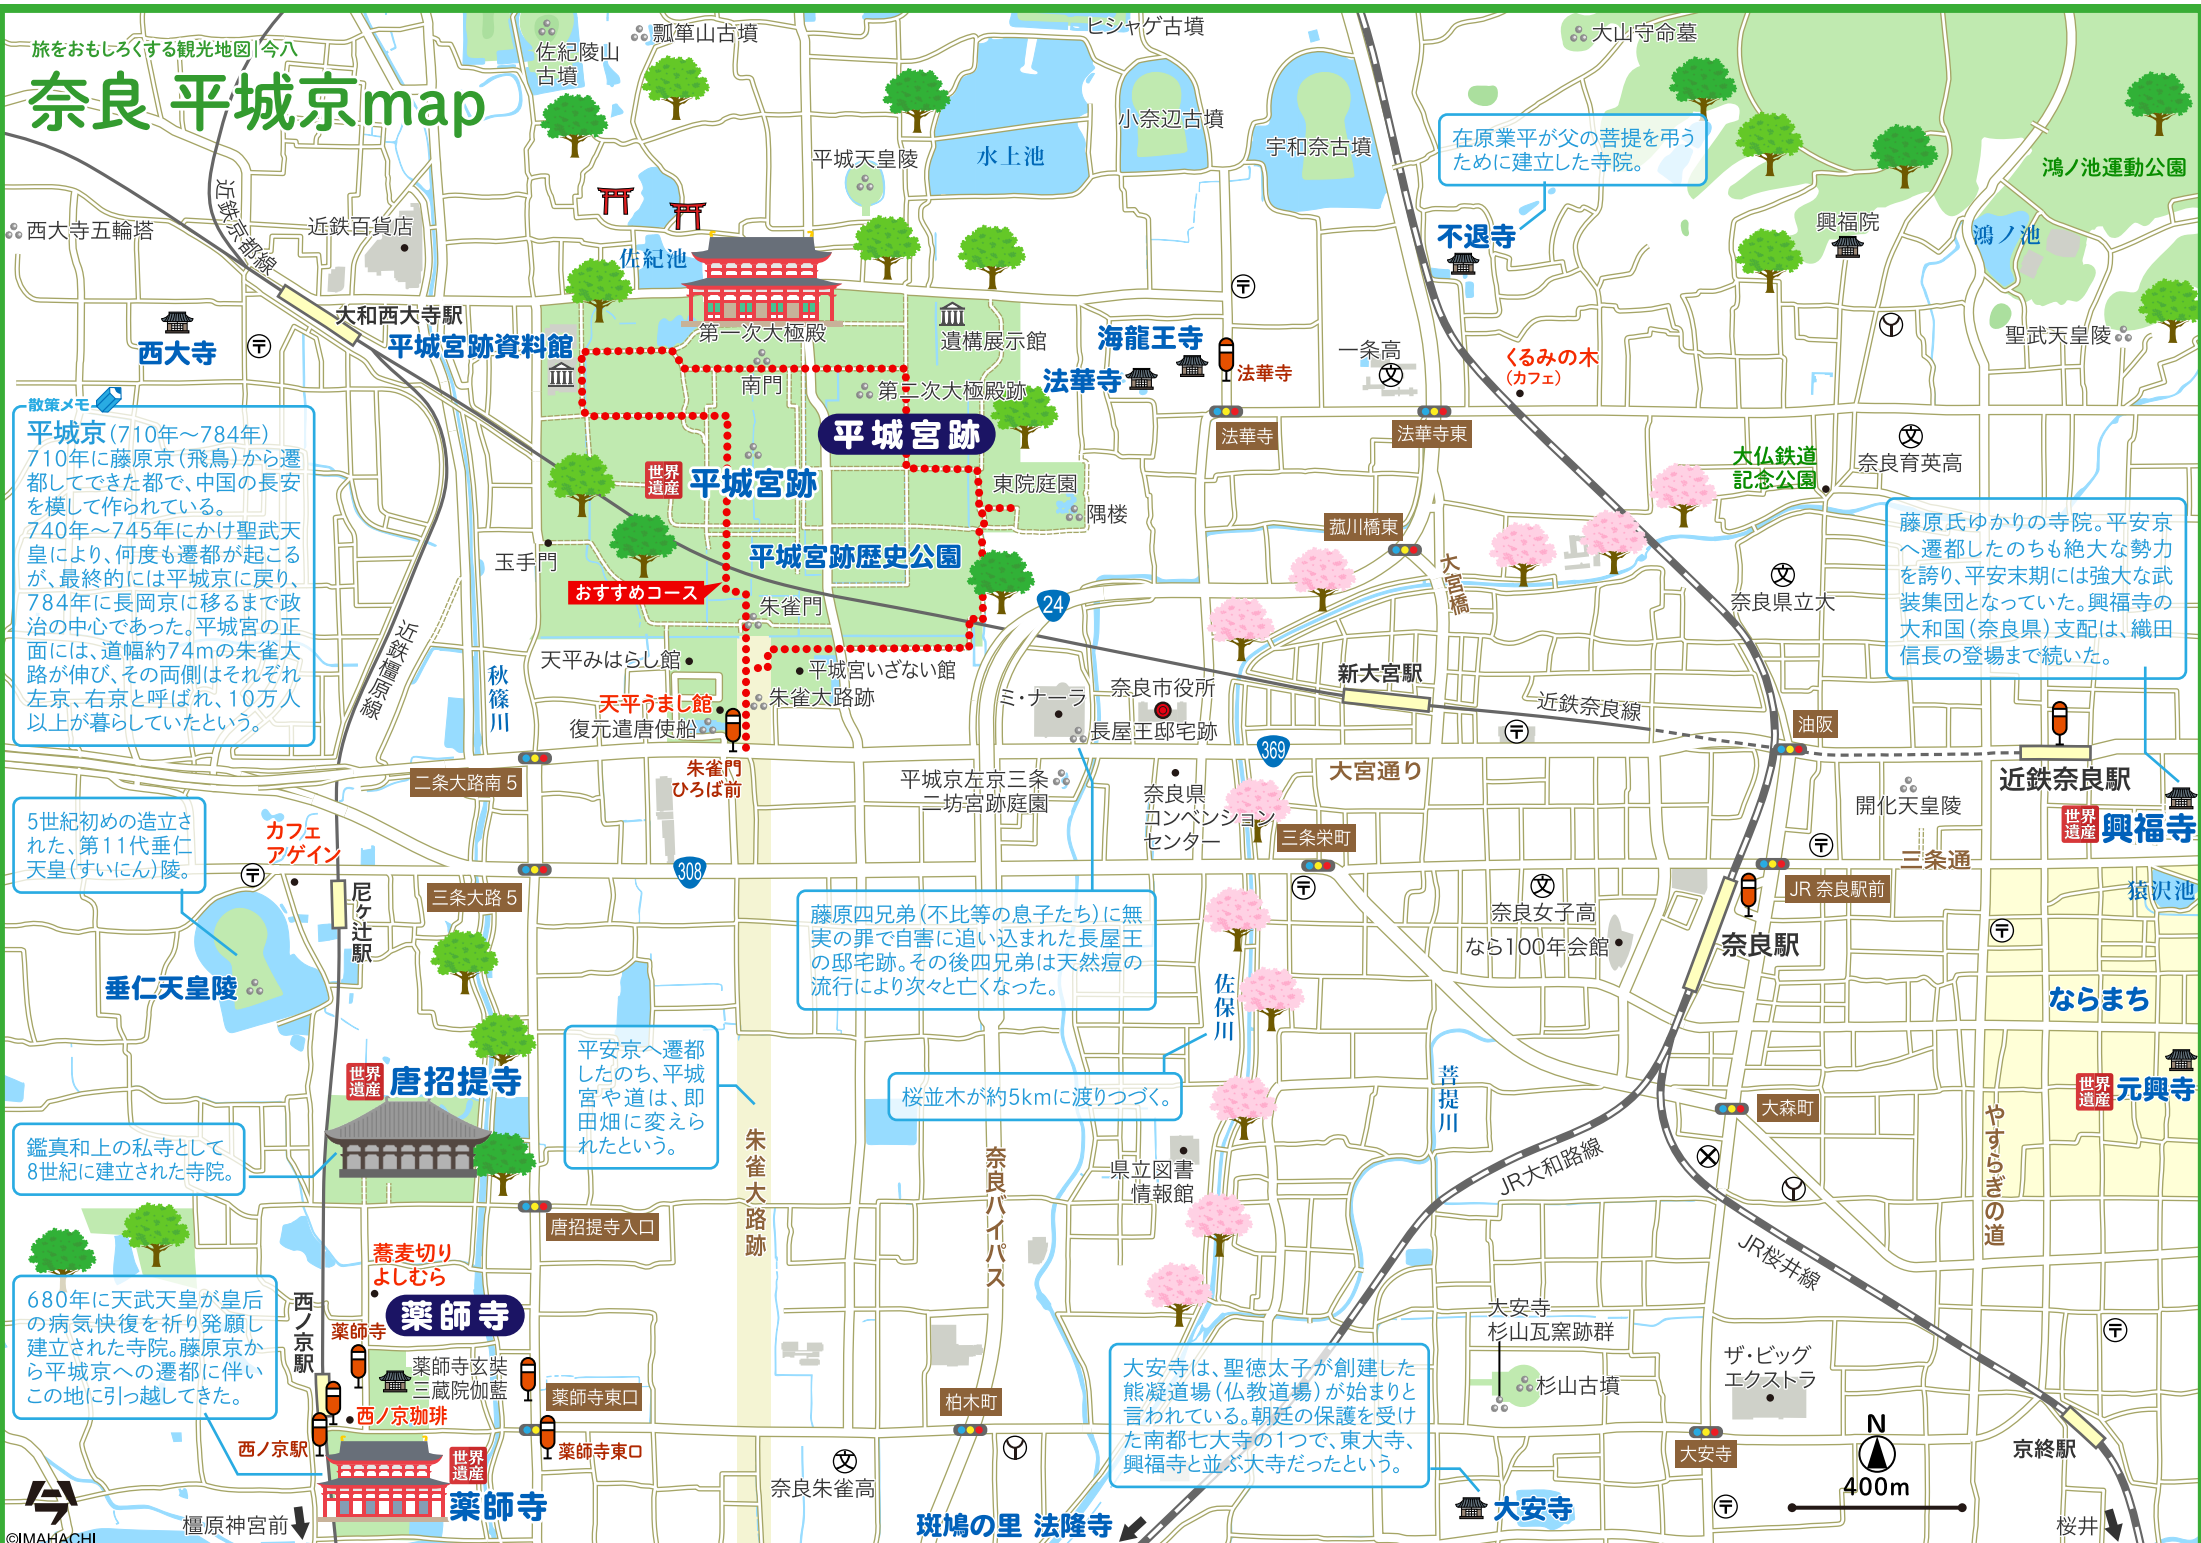 旅をおもしろくする観光地図|今八
奈良 平城京map
佐紀陵山
古墳
瓢箪山古墳
ヒシャゲ古墳
大山守命墓
小奈辺古墳
宇和奈古墳
水上池
平城天皇陵
在原業平が父の菩提を弔う
ために建立した寺院。
鴻ノ池運動公園
近鉄京都線
近鉄百貨店
西大寺五輪塔
佐紀池
不退寺
興福院
鴻ノ池
大和西大寺駅
西大寺
平城宮跡資料館
第一次大極殿
遺構展示館
南門
第二次大極殿跡
海龍王寺
法華寺
法華寺
一条高
くるみの木
(カフェ)
聖武天皇陵
法華寺
法華寺東
平城宮跡
世界
遺産
平城宮跡
東院庭園
隅楼
大仏鉄道
記念公園
奈良育英高
散策メモ
平城京(710年〜784年)
710年に藤原京(飛鳥)から遷
都してできた都で、中国の長安
を模して作られている。
740年〜745年にかけ聖武天
皇により、何度も遷都が起こる
が、最終的には平城京に戻り、
784年に長岡京に移るまで政
治の中心であった。平城宮の正
面には、道幅約74mの朱雀大
路が伸び、その両側はそれぞれ
左京、右京と呼ばれ、10万人
以上が暮らしていたという。
玉手門
平城宮跡歴史公園
おすすめコース
朱雀門
24
菰川橋東
大宮橋
奈良県立大
藤原氏ゆかりの寺院。平安京
へ遷都したのちも絶大な勢力
を誇り、平安末期には強大な武
装集団となっていた。興福寺の
大和国(奈良県)支配は、織田
信長の登場まで続いた。
近鉄橿原線
秋篠川
天平みはらし館
平城宮いざない館
天平うまし館
朱雀大路跡
復元遣唐使船
朱雀門
ひろば前
ミ・ナーラ
奈良市役所
長屋王邸宅跡
新大宮駅
近鉄奈良線
油阪
369
大宮通り
近鉄奈良駅
二条大路南5
平城京左京三条
二坊宮跡庭園
奈良県
コンベンション
センター
三条栄町
開化天皇陵
世界
遺産
興福寺
5世紀初めの造立さ
れた、第11代垂仁
天皇(すいにん)陵。
カフェ
アゲイン
308
三条大路5
尼ヶ辻駅
三条通
JR奈良駅前
猿沢池
奈良女子高
なら100年会館
奈良駅
藤原四兄弟(不比等の息子たち)に無
実の罪で自害に追い込まれた長屋王
の邸宅跡。その後四兄弟は天然痘の
流行により次々と亡くなった。
垂仁天皇陵
佐保川
ならまち
平安京へ遷都
したのち、平城
宮や道は、即
田畑に変えら
れたという。
世界
遺産
唐招提寺
桜並木が約5kmに渡りつづく。
菩提川
世界
遺産
元興寺
大森町
やすらぎの道
鑑真和上の私寺として
8世紀に建立された寺院。
朱雀大路跡
奈良バイパス
県立図書
情報館
JR大和路線
唐招提寺入口
JR桜井線
蕎麦切り
よしむら
680年に天武天皇が皇后
の病気快復を祈り発願し
建立された寺院。藤原京か
ら平城京への遷都に伴い
この地に引っ越してきた。
西ノ京駅
薬師寺
薬師寺
薬師寺玄奘
三蔵院伽藍
薬師寺東口
西ノ京珈琲
西ノ京駅
薬師寺東口
世界
遺産
薬師寺
柏木町
奈良朱雀高
大安寺は、聖徳太子が創建した
熊凝道場(仏教道場)が始まりと
言われている。朝廷の保護を受け
た南都七大寺の1つで、東大寺、
興福寺と並ぶ大寺だったという。
大安寺
杉山瓦窯跡群
杉山古墳
ザ・ビッグ
エクストラ
大安寺
大安寺
N
400m
京終駅
桜井
橿原神宮前
斑鳩の里 法隆寺
©IMAHACHI